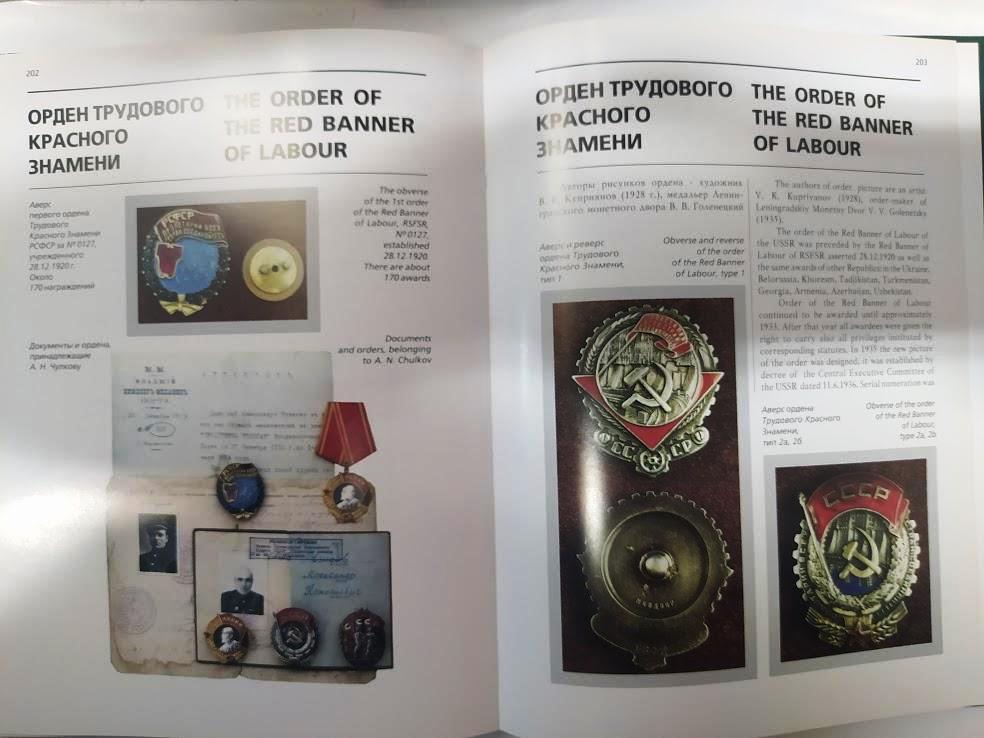 202
ОРДЕН ТРУДОВОГО
КРАСНОГО
ЗНАМЕНИ
THE ORDER OF
THE RED BANNER
OF LABOUR
Аверс
первого ордена
Трудового
Красного Знамени
РСФСР за № 0127,
учрежденного
28.12.1920 г.
Около
170 награждений
The obverse
of the 1st order
of the Red Banner
of Labour, RSFSR,
№ 0127,
established
28.12.1920.
There are about
170 awards
РСФСР
Документы и ордена,
принадлежащие
А. Н. Чулкову
Documents
and orders, belonging
to A. N. Chulkov
203
ОРДЕН ТРУДОВОГО
КРАСНОГО
ЗНАМЕНИ
THE ORDER OF
THE RED BANNER
OF LABOUR
Авторы рисунков ордена - художник
В. К. Куприянов (1928 г.), медальер Ленин-
градского монетного двора В. В. Голенецкий
Аверс и реверс
ордена Трудового
Красного Знамени,
тип 1
Obverse and reverse
of the order
of the Red Banner
of Labour, type 1
The authors of order picture are an artist
V. K. Kuprivanov (1928), order-maker of
Leningradskiy Monetny Dvor V. V. Golenetsky
(1935).
The order of the Red Banner of Labour of
the USSR was preceded by the Red Banner of
Labour of RSFSR asserted 28.12.1920 as well as
the same awards of other Republics: in the Ukraine,
Belorussia, Khoresm, Tadjikistan, Turkmenistan,
Georgia, Armenia, Azerbaijan, Uzbekistan.
Order of the Red Banner of Labour
continued to be awarded until approximately
1933. After that year all awardees were given the
right to carry also all privileges instituted by
corresponding statutes. In 1935 the new picture
of the order was designed, it was established by
decree of the Central Executive Committee of
the USSR dated 11.6.1936. Serial numeration was
Аверс ордена
Трудового Красного
Знамени,
тип 2а, 2б
Obverse of the order
of the Red Banner
of Labour,
type 2a, 2b
СССР